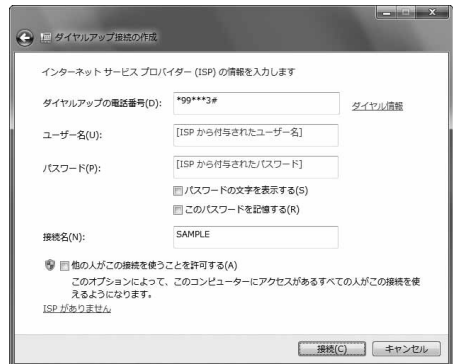 ダイヤルアップ接続の作成
インターネット サービス プロバイダー (ISP) の情報を入力します
ダイヤルアップの電話番号(D): *99***3# ダイヤル情報
ユーザー名(U): [ISP から付与されたユーザー名]
パスワード(P): [ISP から付与されたパスワード]
パスワードの文字を表示する(S)
このパスワードを記憶する(R)
接続名(N): SAMPLE
他の人がこの接続を使うことを許可する(A)
このオプションによって、このコンピューターにアクセスがあるすべての人がこの接続を使
えるようになります。
ISP がありません
接続(C) キャンセル